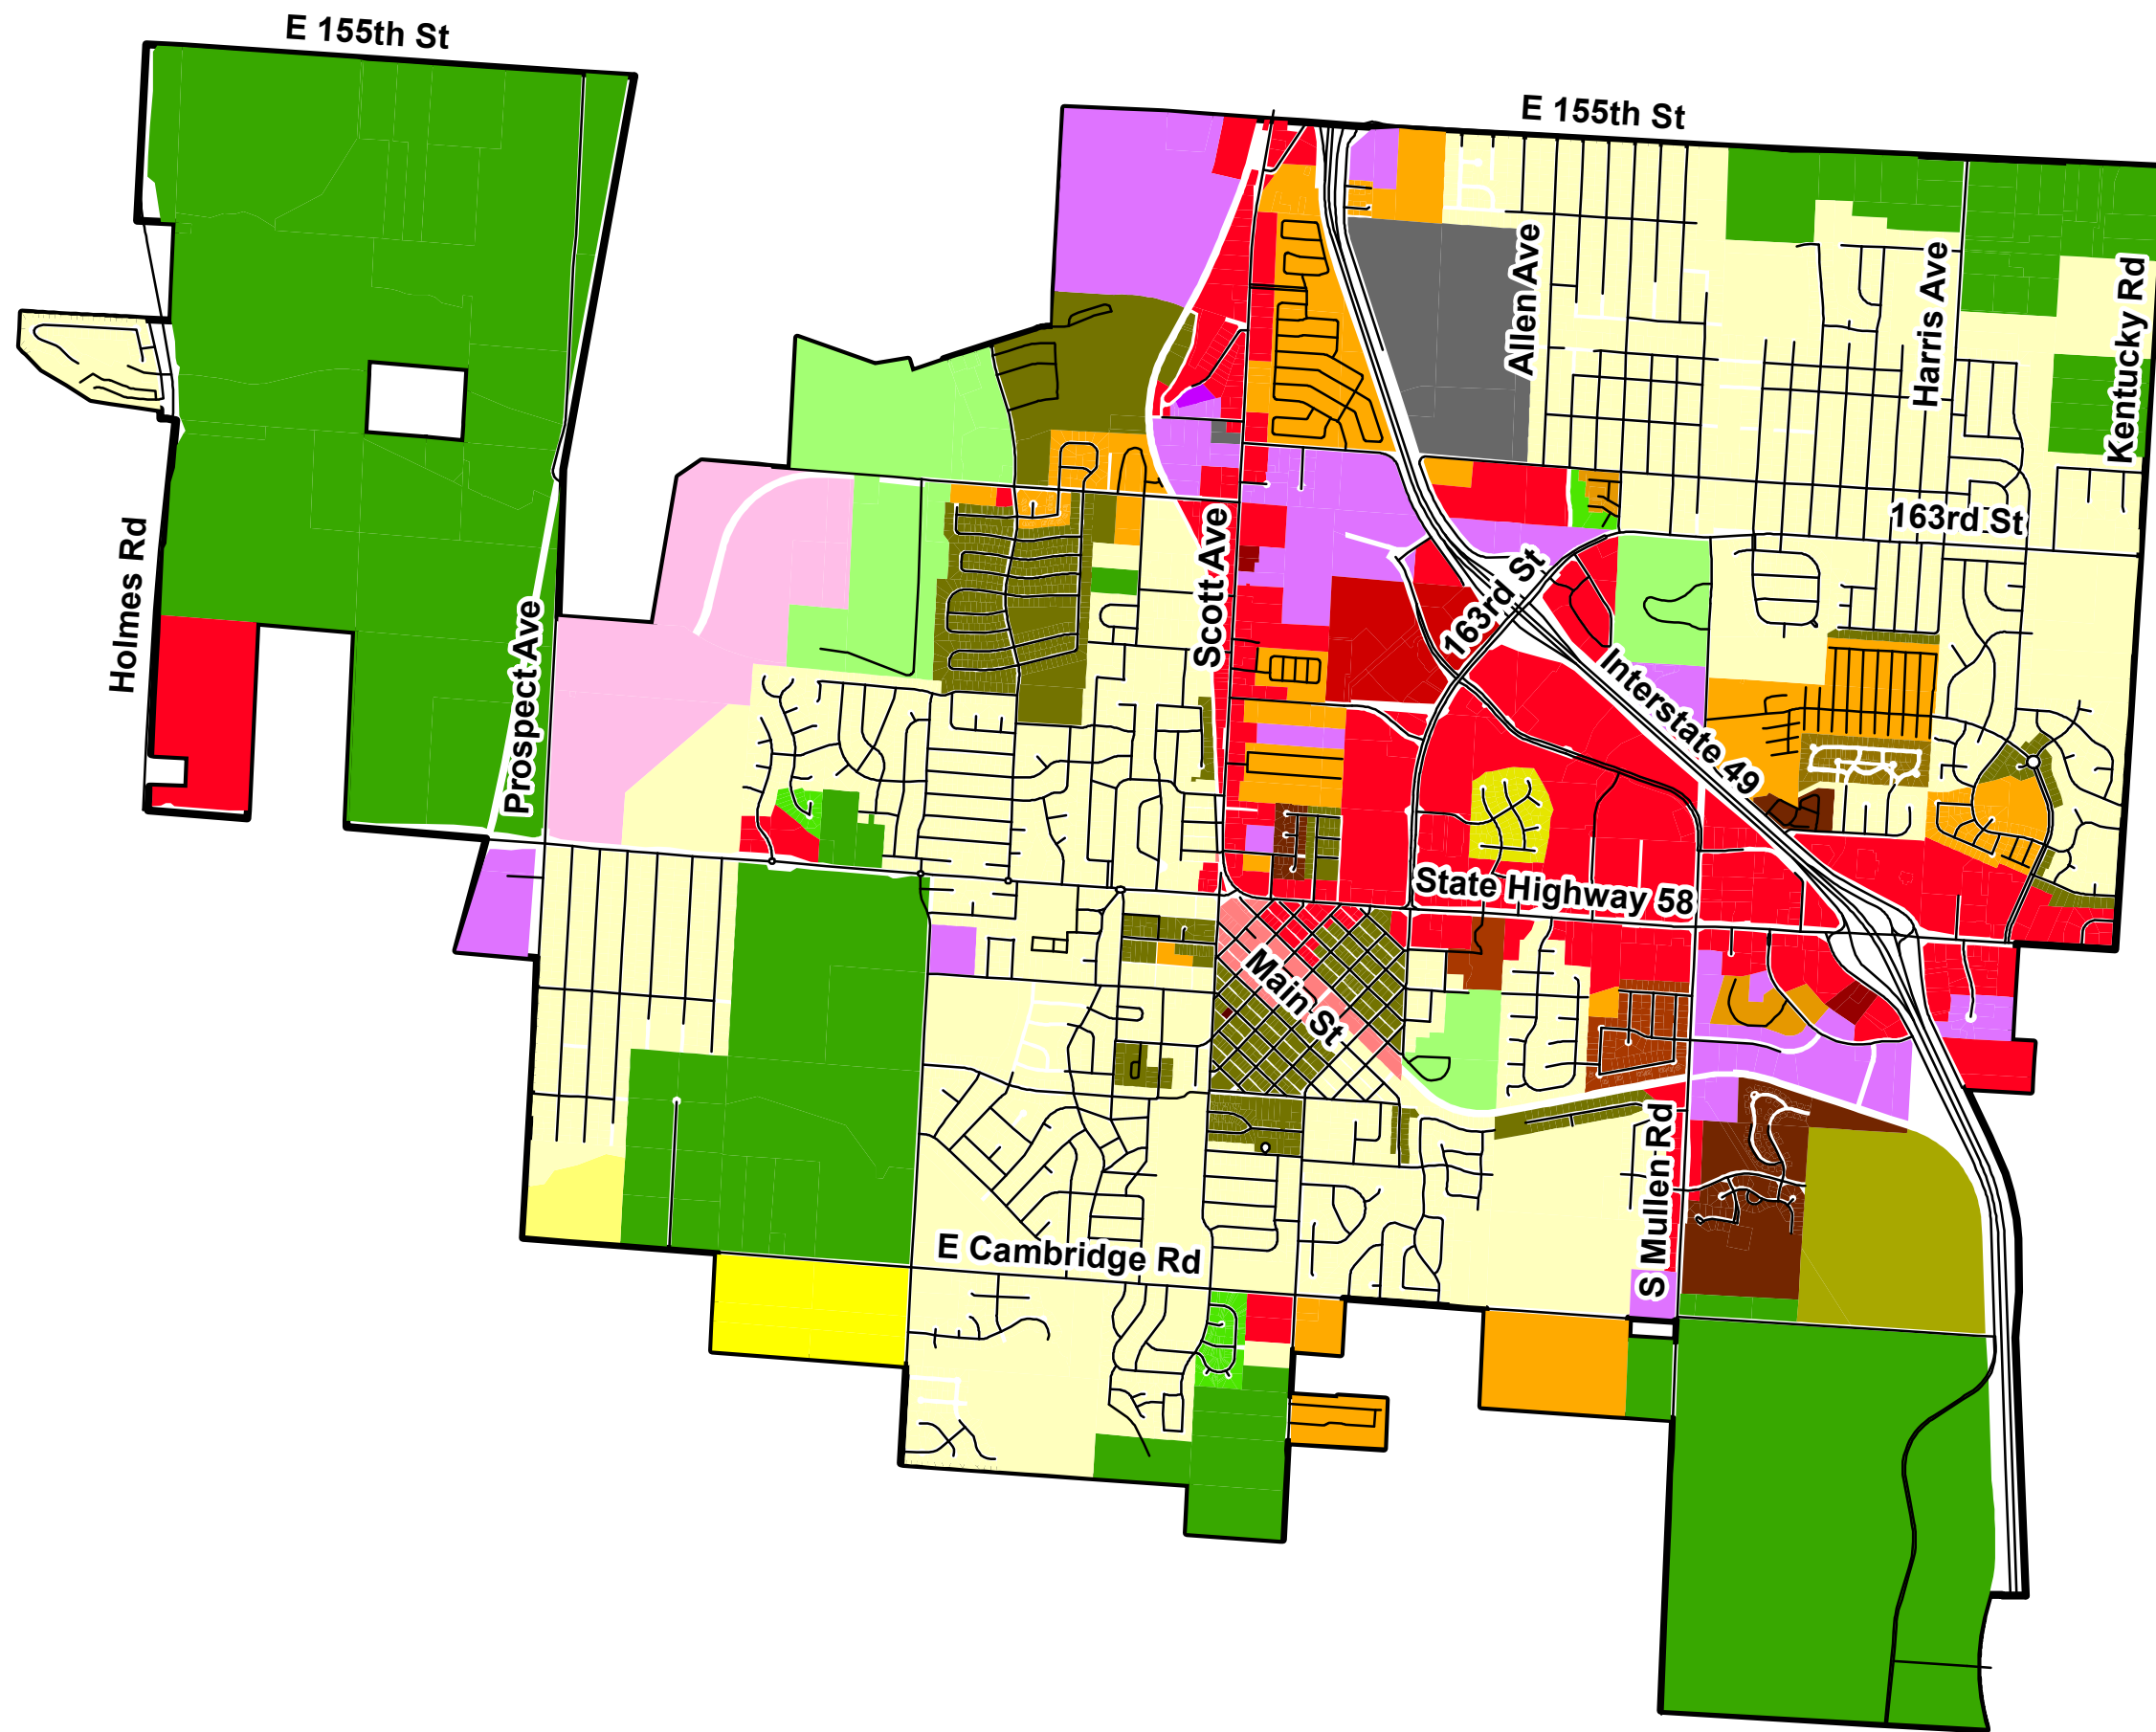 E 155th St
E 155th St
Allen Ave
Harris Ave
Kentucky Rd
Holmes Rd
Prospect Ave
Scott Ave
163rd St
163rd St
Interstate 49
State Highway 58
Main St
S Mullen Rd
E Cambridge Rd